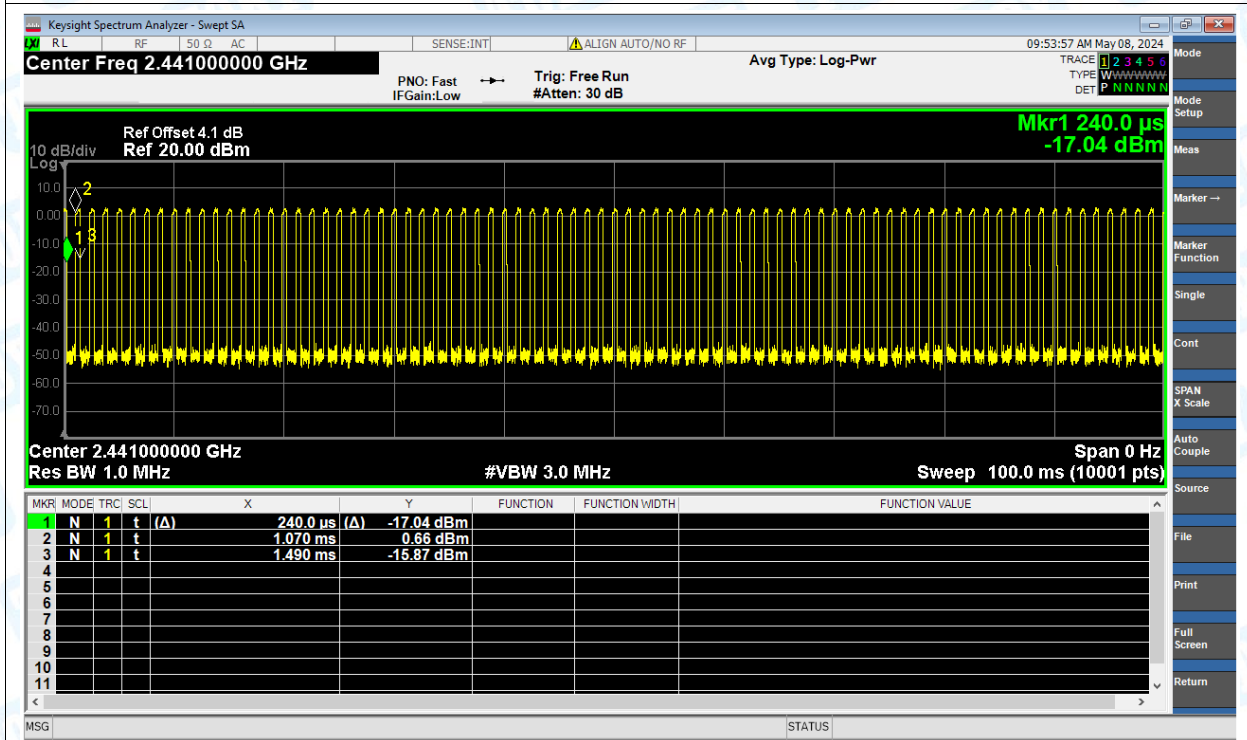 Keysight Spectrum Analyzer - Swept SA
LXI RL RF 50 Ω AC SENSE:INT ALIGN AUTO/NO RF 09:53:57 AM May 08, 2024
Center Freq 2.441000000 GHz
PNO: Fast
IFGain:Low
Trig: Free Run
#Atten: 30 dB
Avg Type: Log-Pwr
TRACE 1 2 3 4 5 6
TYPE WWWWWWW
DET P N N N N N
Mkr1 240.0 µs
-17.04 dBm
Ref Offset 4.1 dB
10 dB/div Ref 20.00 dBm
Log
10.0
0.00
-10.0
-20.0
-30.0
-40.0
-50.0
-60.0
-70.0
2
1 3
Center 2.441000000 GHz Span 0 Hz
Res BW 1.0 MHz #VBW 3.0 MHz Sweep 100.0 ms (10001 pts)
MKR MODE TRC SCL X Y FUNCTION FUNCTION WIDTH FUNCTION VALUE
1 N 1 t (Δ) 240.0 µs (Δ) -17.04 dBm
2 N 1 t 1.070 ms 0.66 dBm
3 N 1 t 1.490 ms -15.87 dBm
4
5
6
7
8
9
10
11
MSG STATUS
Mode
Mode
Setup
Meas
Marker →
Marker
Function
Single
Cont
SPAN
X Scale
Auto
Couple
Source
File
Print
Full
Screen
Return